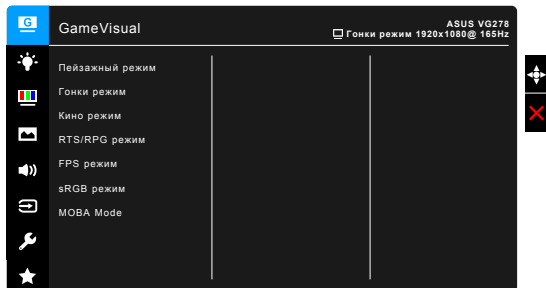 G
GameVisual
ASUS VG278
Гонки режим 1920x1080@ 165Hz
Пейзажный режим
Гонки режим
Кино режим
RTS/RPG режим
FPS режим
sRGB режим
MOBA Mode